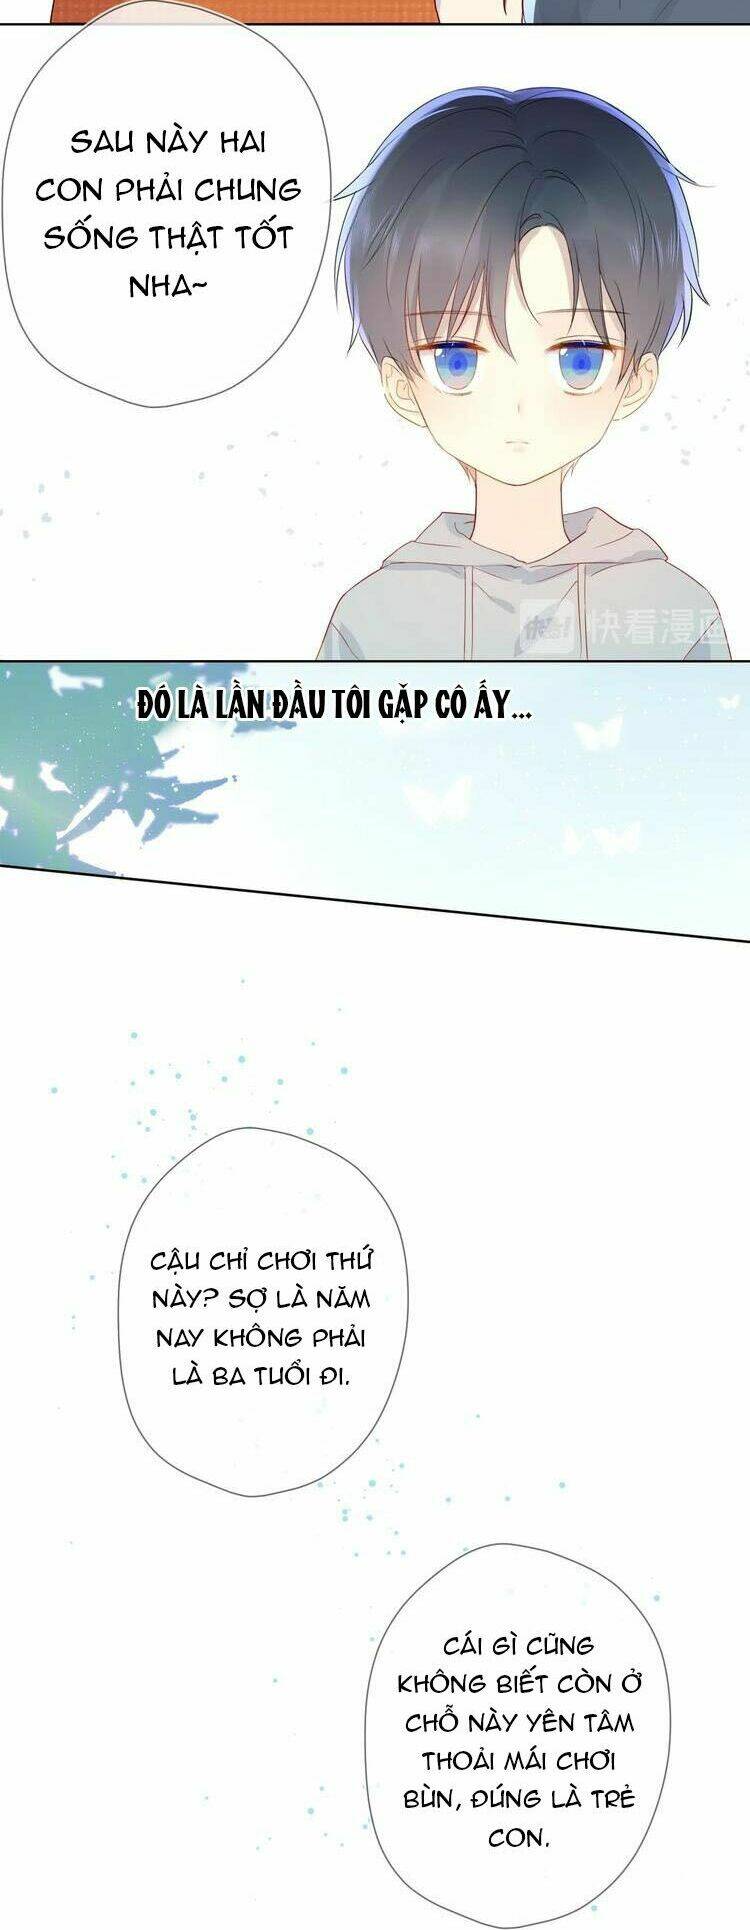 SAU NÀY HAI
CON PHẢI CHUNG
SỐNG THẬT TỐT
NHA~
快看漫画
ĐÓ LÀ LẦN ĐẦU TÔI GẶP CÔ ẤY...
CẬU CHỈ CHƠI THỨ
NÀY? SỢ LÀ NĂM
NAY KHÔNG PHẢI
LÀ BA TUỔI ĐI.
CÁI GÌ CŨNG
KHÔNG BIẾT CÒN Ở
CHỖ NÀY YÊN TÂM
THOẢI MÁI CHƠI
BÙN, ĐÚNG LÀ TRẺ
CON.